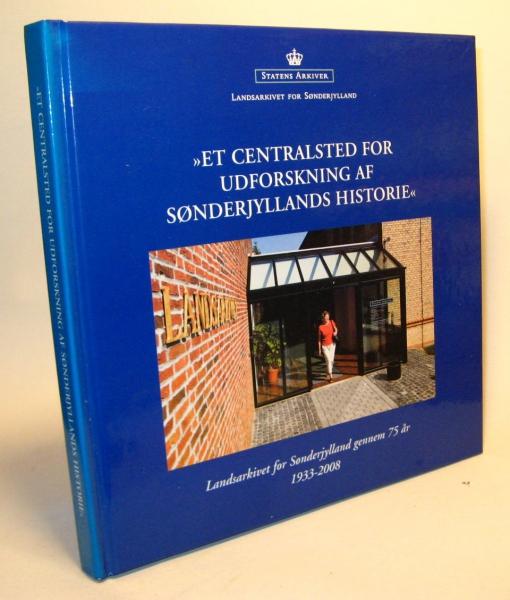 STATENS ARKIVER
LANDSARKIVET FOR SØNDERJYLLAND
»ET CENTRALSTED FOR
UDFORSKNING AF
SØNDERJYLLANDS HISTORIE«
Landsarkivet for Sønderjylland gennem 75 år
1933-2008
»ET CENTRALSTED FOR UDFORSKNING AF SØNDERJYLLANDS HISTORIE«